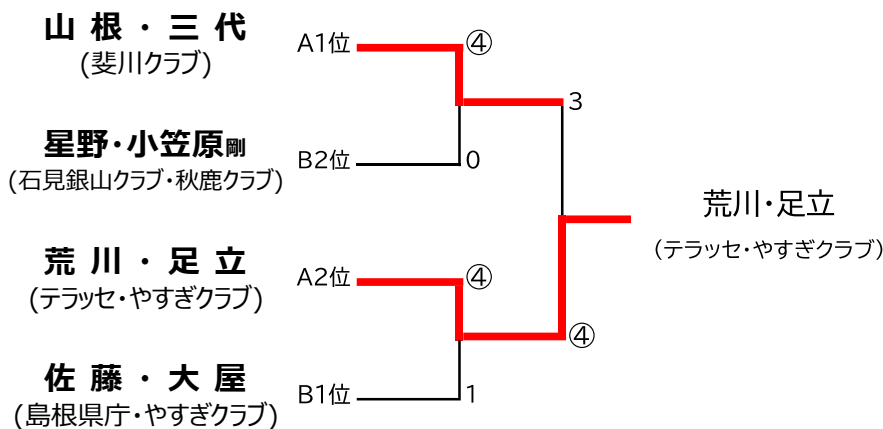 山根・三代
(斐川クラブ)
A1位
④
3
星野・小笠原剛
(石見銀山クラブ・秋鹿クラブ)
B2位
0
荒川・足立
(テラッセ・やすぎクラブ)
荒川・足立
(テラッセ・やすぎクラブ)
A2位
④
④
佐藤・大屋
(島根県庁・やすぎクラブ)
B1位
1